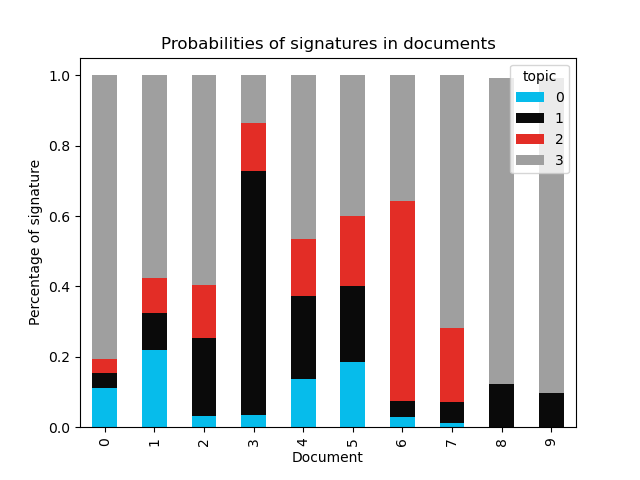 Probabilities of signatures in documents
Percentage of signature
1.0
0.8
0.6
0.4
0.2
0.0
topic
0
1
2
3
0 1 2 3 4 5 6 7 8 9
Document